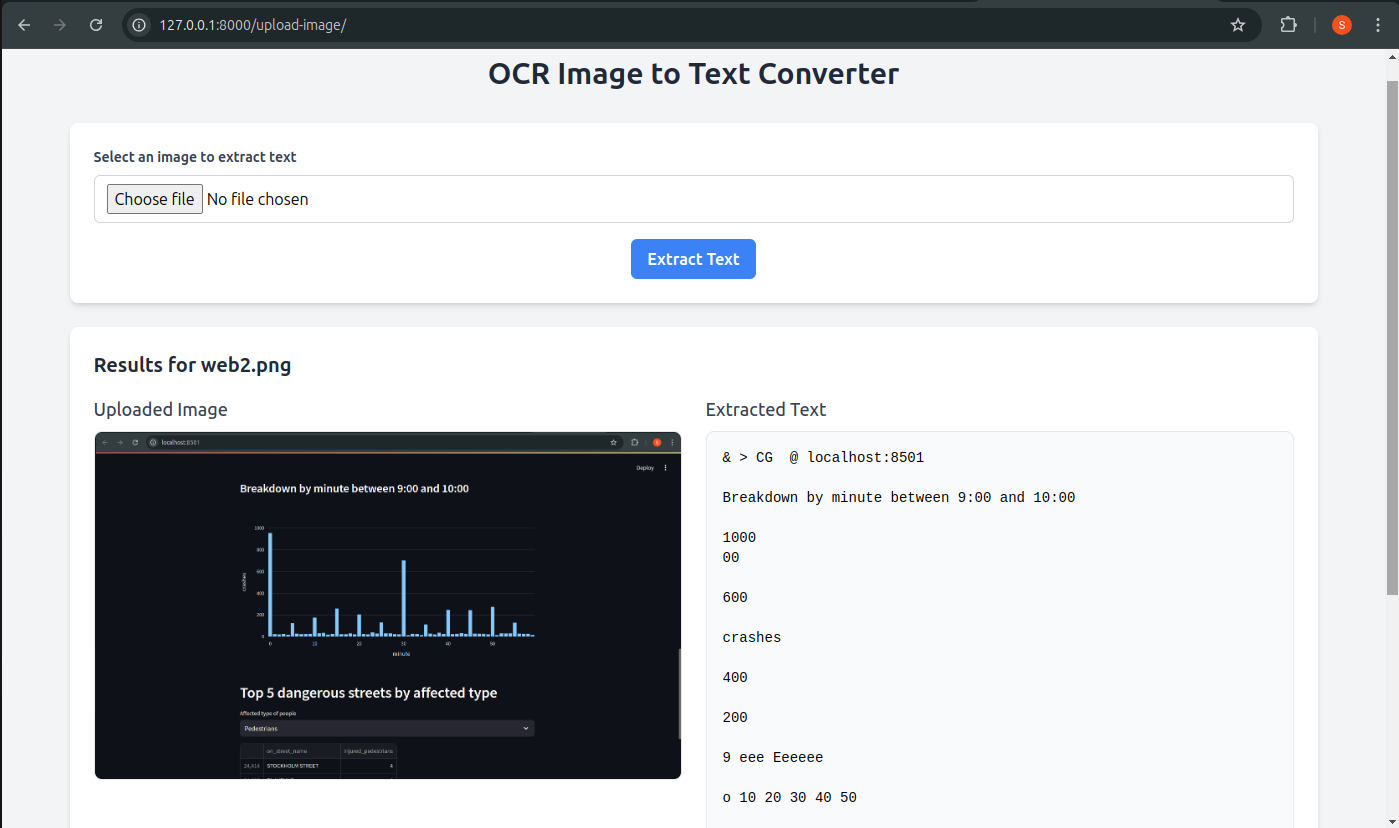 127.0.0.1:8000/upload-image/
S
OCR Image to Text Converter
Select an image to extract text
Choose file No file chosen
Extract Text
Results for web2.png
Uploaded Image
localhost:8501
Deploy
Breakdown by minute between 9:00 and 10:00
1000
800
600
400
200
0
crashes
0 10 20 30 40 50
minute
Top 5 dangerous streets by affected type
Affected type of people
Pedestrians
on_street_name injured_pedestrians
24,414 STOCKHOLM STREET 4
Extracted Text
& > CG @ localhost:8501
Breakdown by minute between 9:00 and 10:00
1000
00
600
crashes
400
200
9 eee Eeeeee
o 10 20 30 40 50